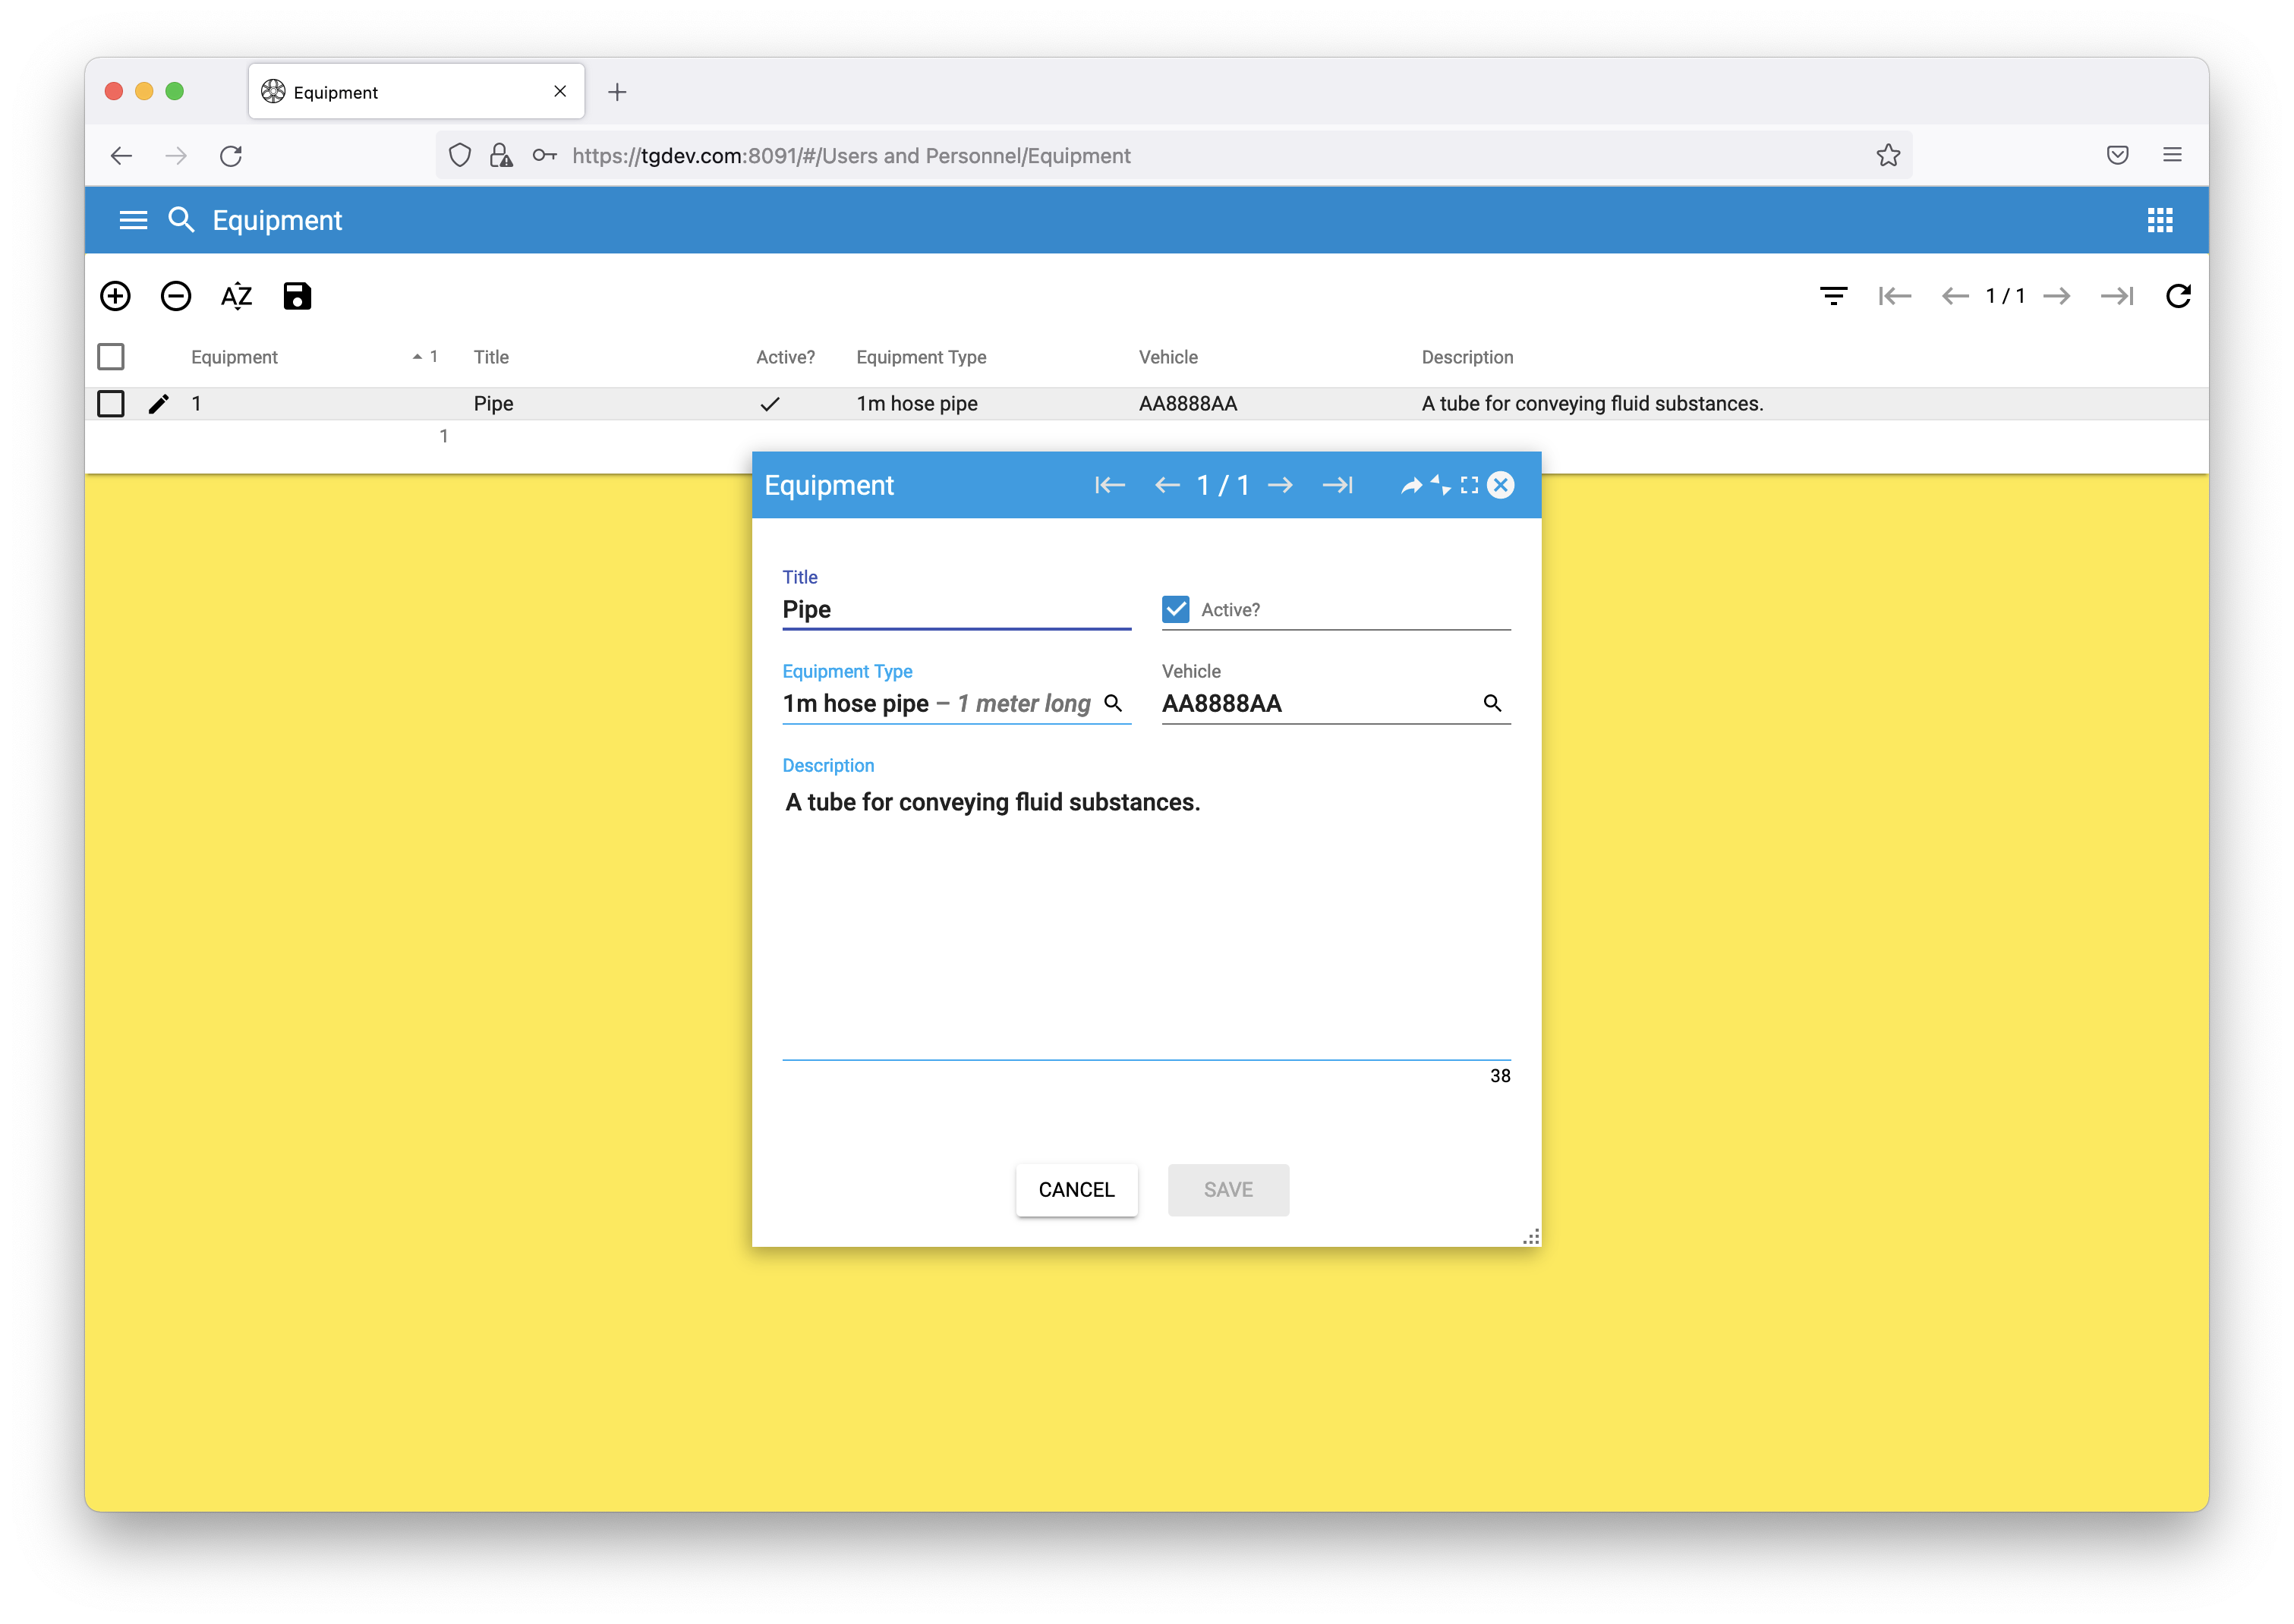 Equipment
https://tgdev.com:8091/#/Users and Personnel/Equipment
Equipment
AZ
1 / 1
Equipment 1 Title Active? Equipment Type Vehicle Description
1 Pipe 1m hose pipe AA8888AA A tube for conveying fluid substances.
1
Equipment 1 / 1
Title
Pipe Active?
Equipment Type Vehicle
1m hose pipe – 1 meter long AA8888AA
Description
A tube for conveying fluid substances.
38
CANCEL SAVE